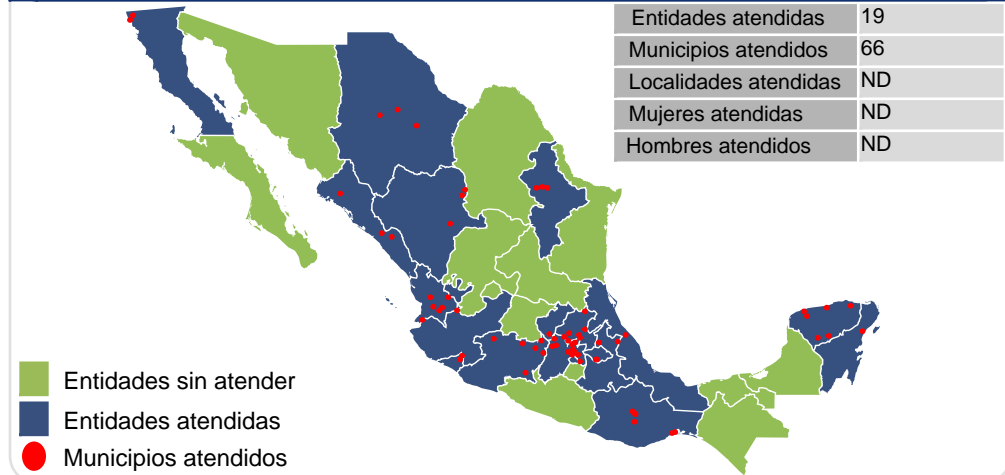 Entidades atendidas 19
Municipios atendidos 66
Localidades atendidas ND
Mujeres atendidas ND
Hombres atendidos ND
Entidades sin atender
Entidades atendidas
Municipios atendidos